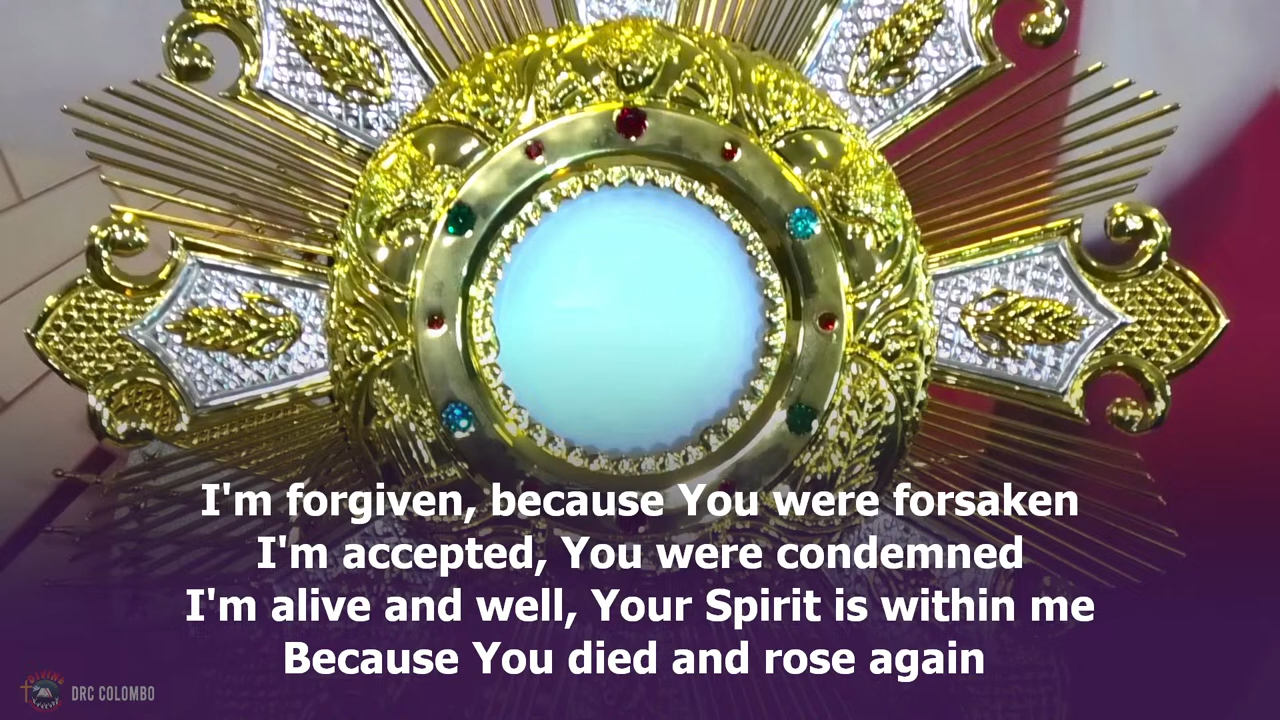 I'm forgiven, because You were forsaken
I'm accepted, You were condemned
I'm alive and well, Your Spirit is within me
Because You died and rose again
DIVINE
DRC COLOMBO